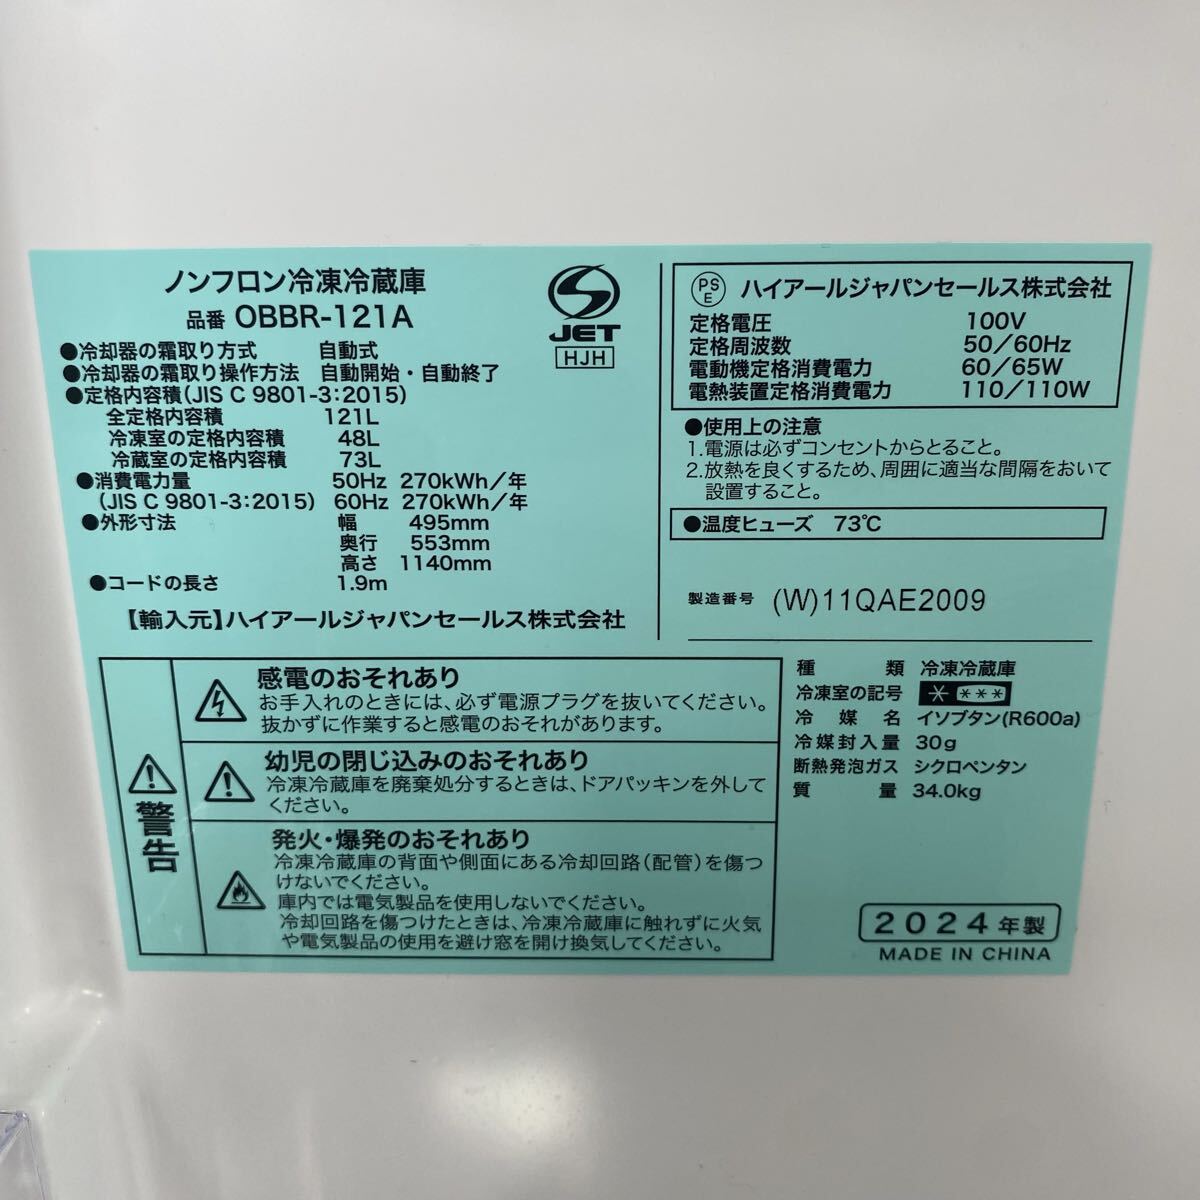 ノンフロン冷凍冷蔵庫
品番 OBBR-121A
●冷却器の霜取り方式 自動式
●冷却器の霜取り操作方法 自動開始・自動終了
●定格内容積(JIS C 9801-3:2015)
全定格内容積 121L
冷凍室の定格内容積 48L
冷蔵室の定格内容積 73L
●消費電力量 50Hz 270kWh/年
(JIS C 9801-3:2015) 60Hz 270kWh/年
●外形寸法 幅 495mm
奥行 553mm
高さ 1140mm
●コードの長さ 1.9m
【輸入元】ハイアールジャパンセールス株式会社
JET
HJH
PSE ハイアールジャパンセールス株式会社
定格電圧 100V
定格周波数 50/60Hz
電動機定格消費電力 60/65W
電熱装置定格消費電力 110/110W
●使用上の注意
1.電源は必ずコンセントからとること。
2.放熱を良くするため、周囲に適当な間隔をおいて
設置すること。
●温度ヒューズ 73℃
製造番号 (W)11QAE2009
警告
感電のおそれあり
お手入れのときには、必ず電源プラグを抜いてください。
抜かずに作業すると感電のおそれがあります。
幼児の閉じ込みのおそれあり
冷凍冷蔵庫を廃棄処分するときは、ドアパッキンを外して
ください。
発火・爆発のおそれあり
冷凍冷蔵庫の背面や側面にある冷却回路(配管)を傷つ
けないでください。
庫内では電気製品を使用しないでください。
冷却回路を傷つけたときは、冷凍冷蔵庫に触れずに火気
や電気製品の使用を避け窓を開け換気してください。
種類 冷凍冷蔵庫
冷凍室の記号 * ***
冷媒名 イソブタン(R600a)
冷媒封入量 30g
断熱発泡ガス シクロペンタン
質量 34.0kg
2024年製
MADE IN CHINA